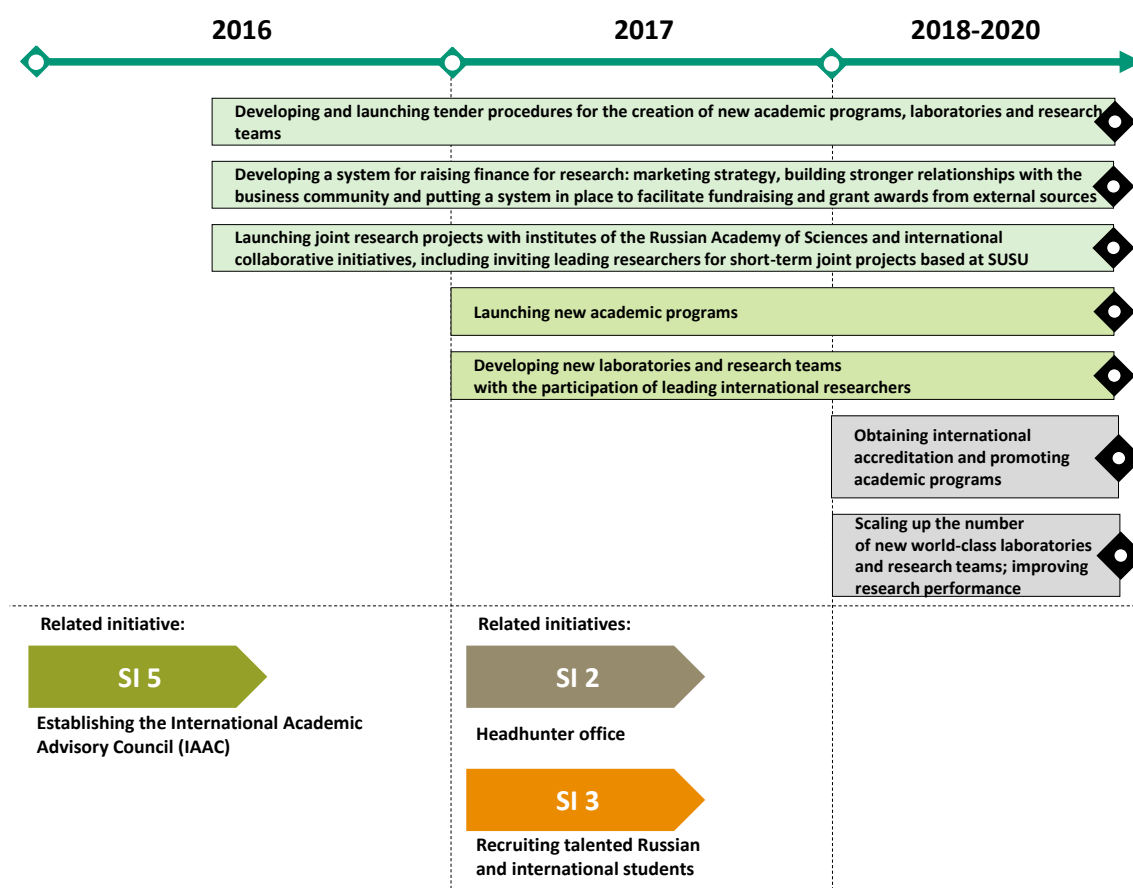 2016
2017
2018-2020
Developing and launching tender procedures for the creation of new academic programs, laboratories and research
teams
Developing a system for raising finance for research: marketing strategy, building stronger relationships with the
business community and putting a system in place to facilitate fundraising and grant awards from external sources
Launching joint research projects with institutes of the Russian Academy of Sciences and international
collaborative initiatives, including inviting leading researchers for short-term joint projects based at SUSU
Launching new academic programs
Developing new laboratories and research teams
with the participation of leading international researchers
Obtaining international
accreditation and promoting
academic programs
Scaling up the number
of new world-class laboratories
and research teams; improving
research performance
Related initiative:
SI 5
Establishing the International Academic
Advisory Council (IAAC)
Related initiatives:
SI 2
Headhunter office
SI 3
Recruiting talented Russian
and international students